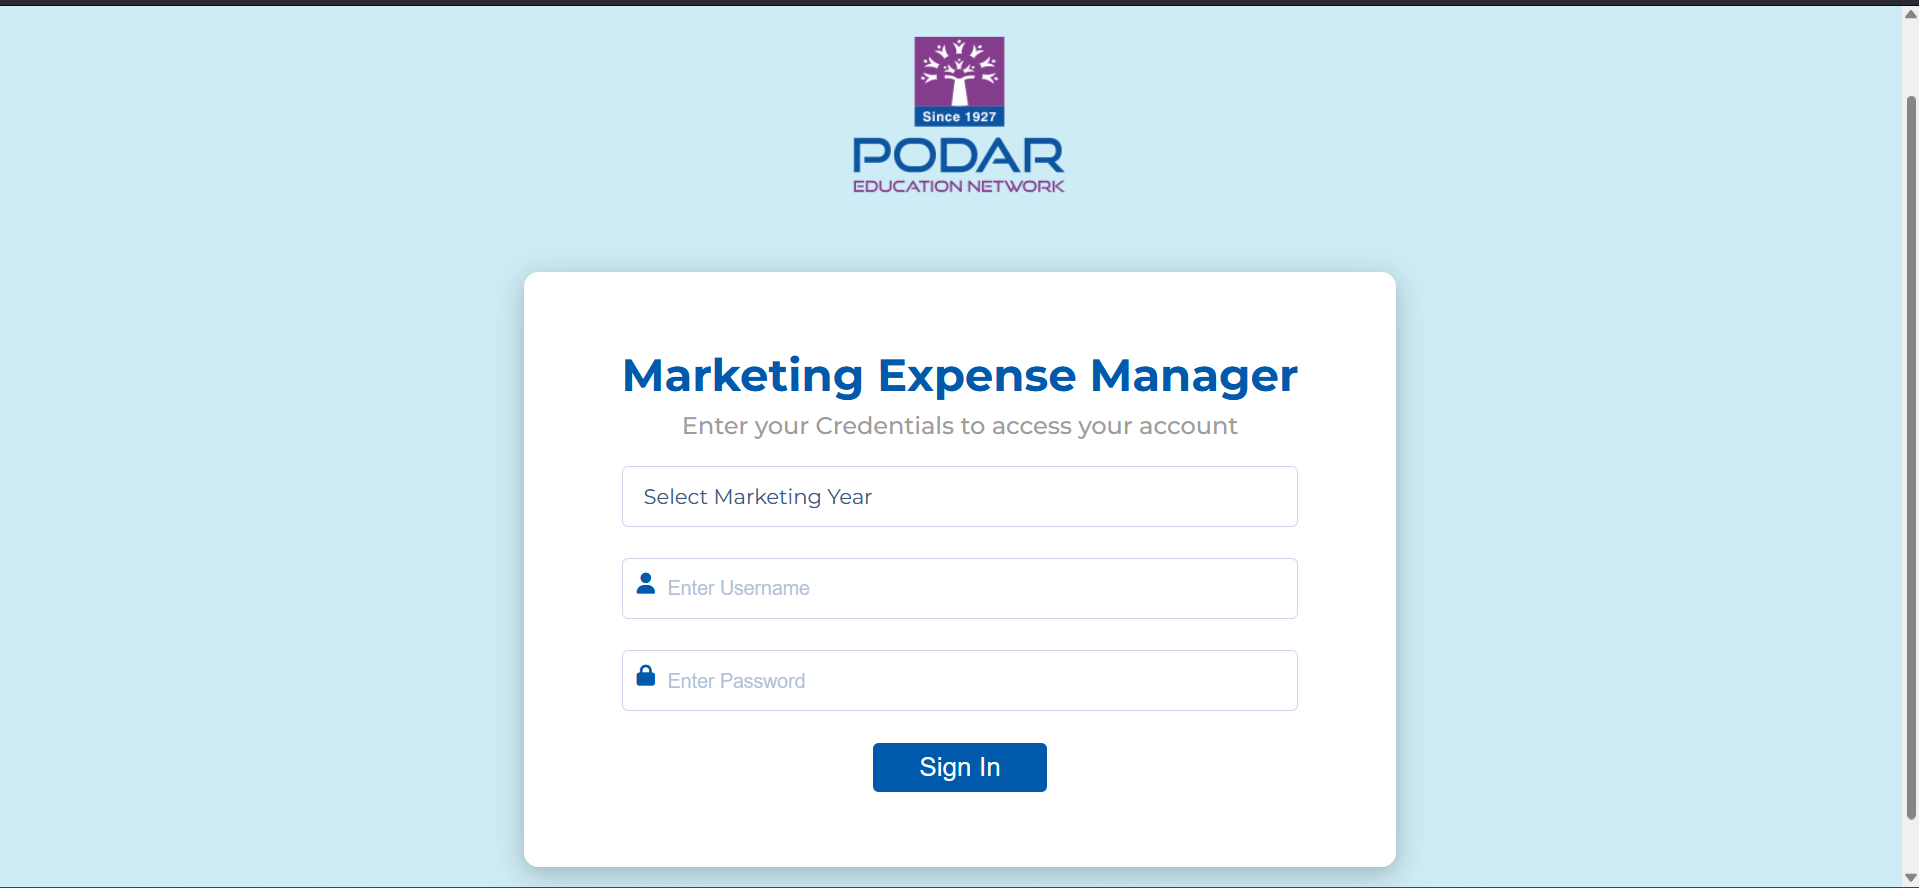 Since 1927
PODAR
EDUCATION NETWORK
Marketing Expense Manager
Enter your Credentials to access your account
Select Marketing Year
Enter Username
Enter Password
Sign In